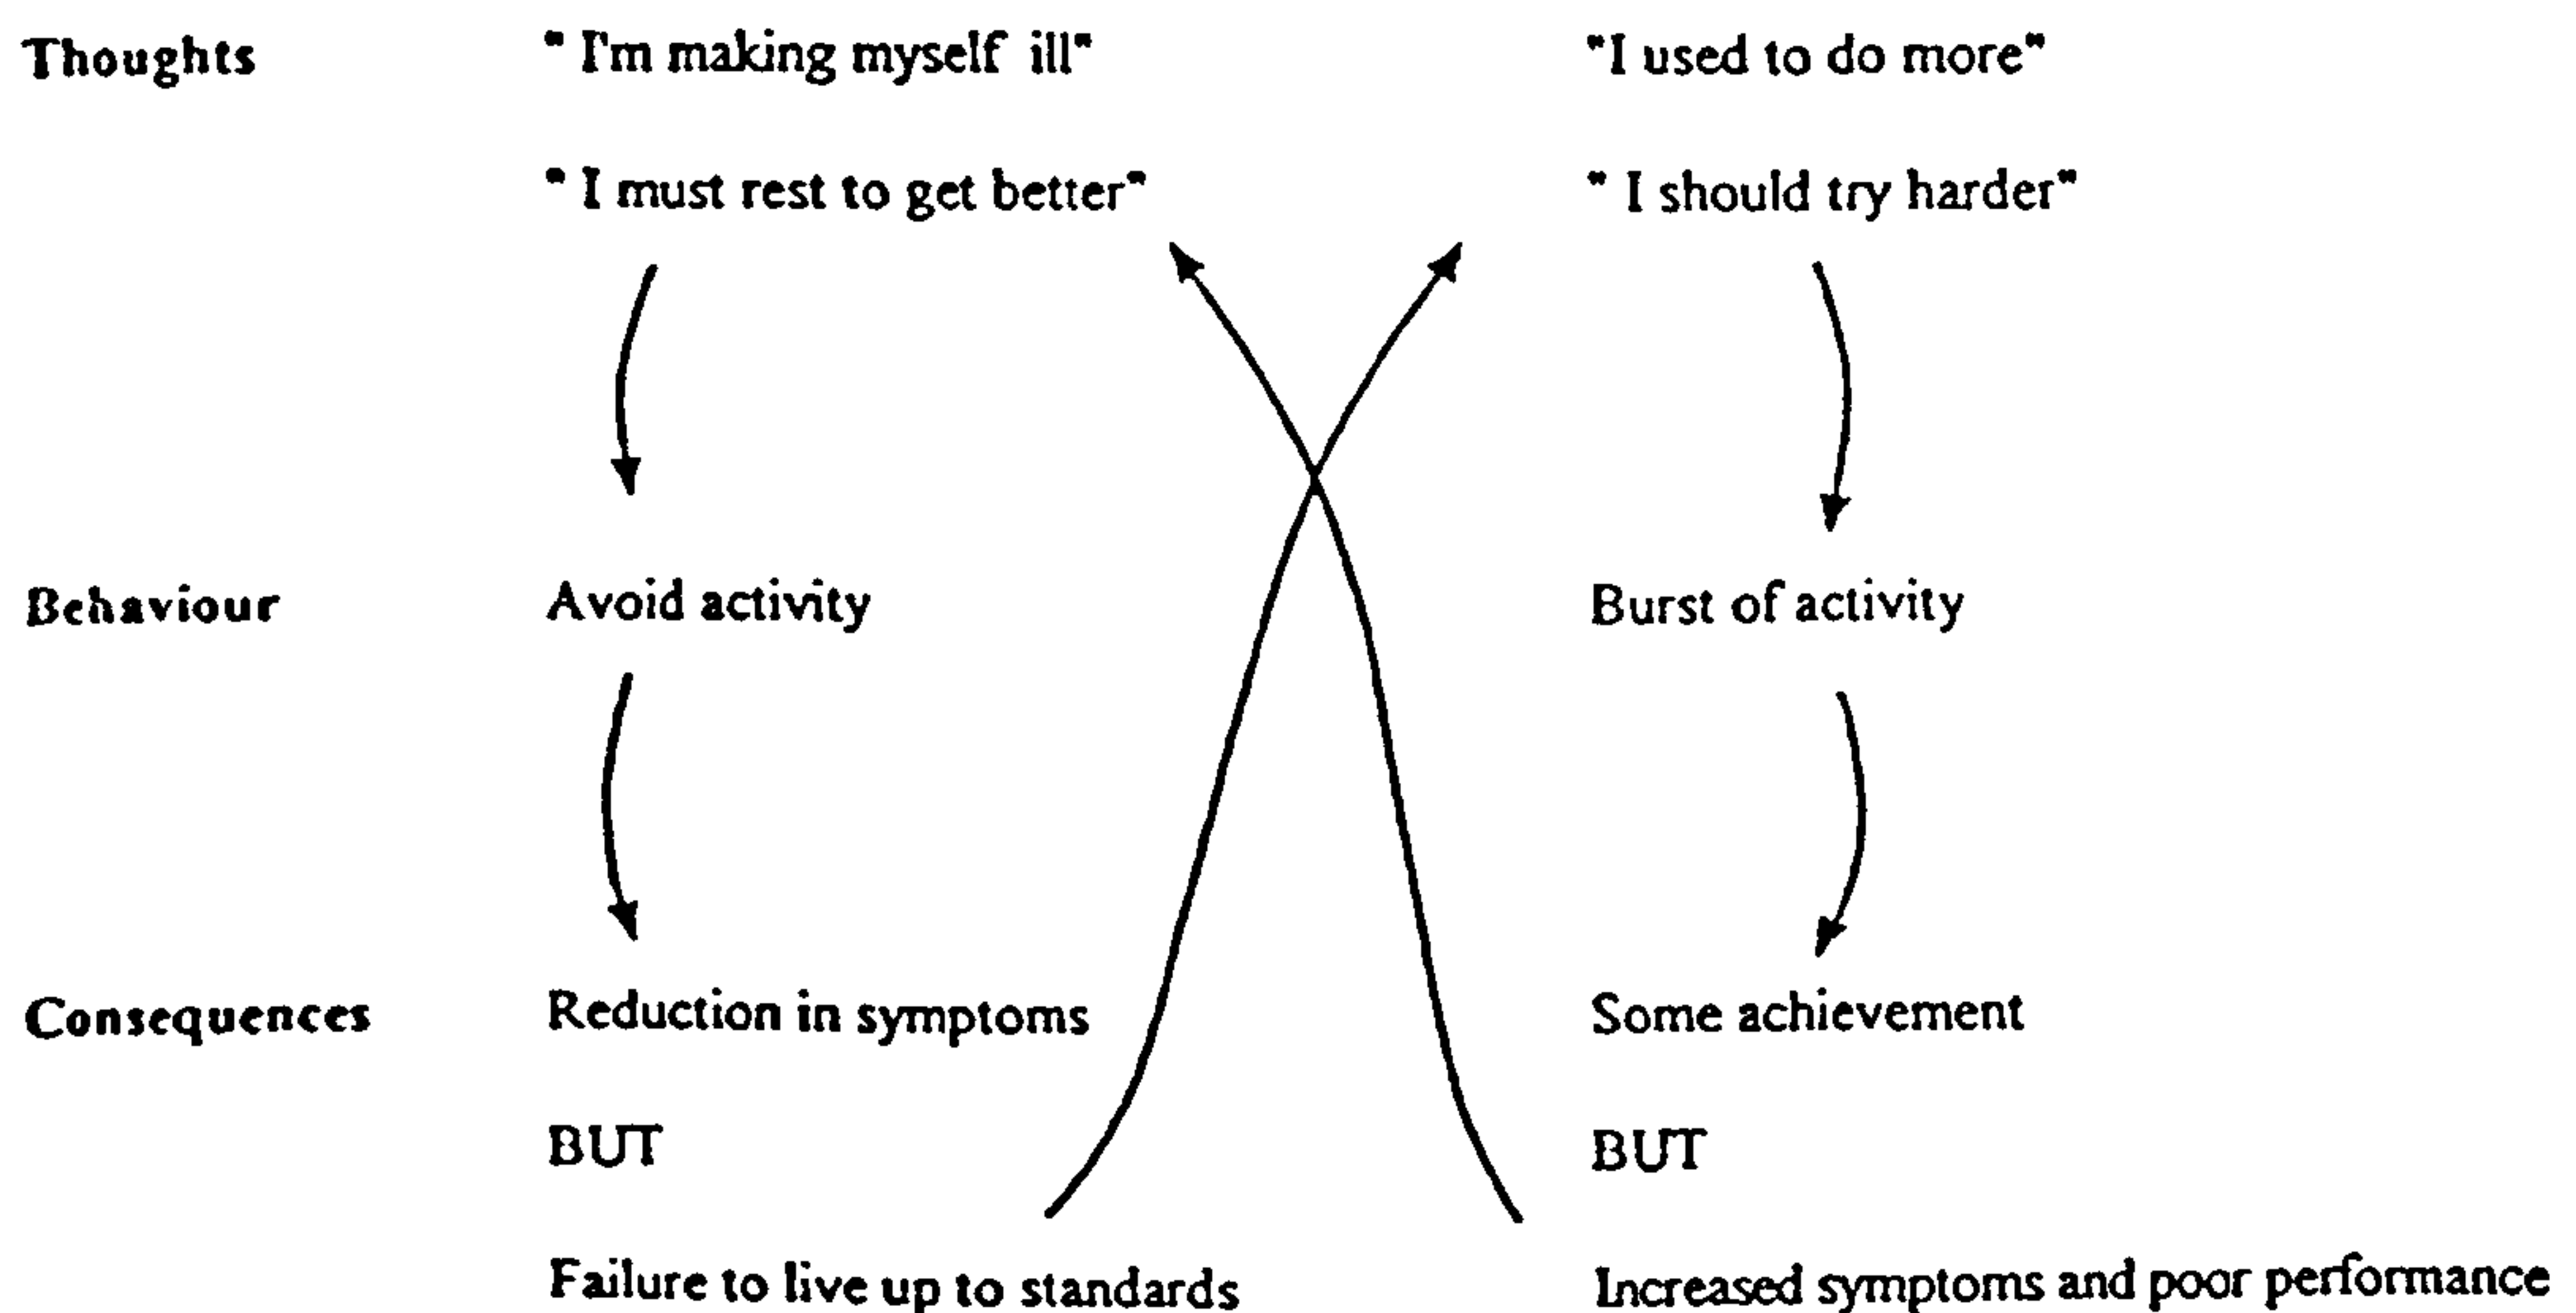 Thoughts " I'm making myself ill" "I used to do more"
" I must rest to get better" " I should try harder"
Behaviour Avoid activity Burst of activity
Consequences Reduction in symptoms Some achievement
BUT BUT
Failure to live up to standards Increased symptoms and poor performance